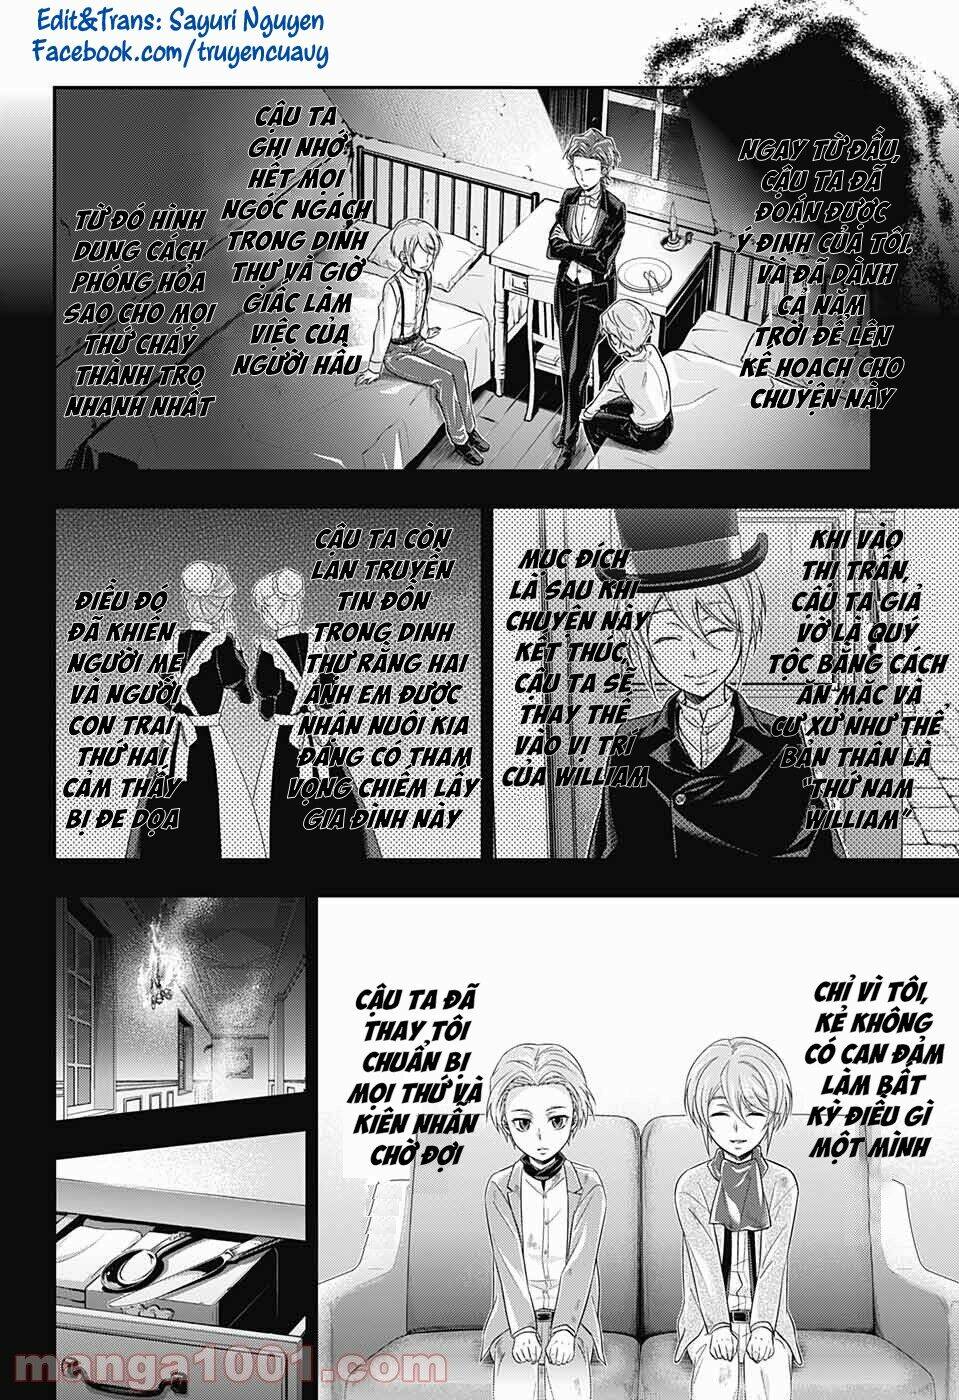 Edit&Trans: Sayuri Nguyen
Facebook.com/truyencuavy
NGAY TỪ ĐẦU,
CẬU TA ĐÃ
ĐOÁN ĐƯỢC
Ý ĐỊNH CỦA TÔI.
VÀ ĐÃ DÀNH
CẢ NĂM
TRỜI ĐỂ LÊN
KẾ HOẠCH CHO
CHUYỆN NÀY
CẬU TA
GHI NHỚ
HẾT MỌI
NGÓC NGÁCH
TRONG DINH
THỰ VÀ GIỜ
GIẤC LÀM
VIỆC CỦA
NGƯỜI HẦU
TỪ ĐÓ HÌNH
DUNG CÁCH
PHÓNG HỎA
SAO CHO MỌI
THỨ CHÁY
THÀNH TRO
NHANH NHẤT
KHI VÀO
THỊ TRẤN,
CẬU TA GIẢ
VỜ LÀ QUÝ
TỘC BẰNG CÁCH
ĂN MẶC VÀ
CƯ XỬ NHƯ THỂ
BẢN THÂN LÀ
"THỨ NAM
WILLIAM"
MỤC ĐÍCH
LÀ SAU KHI
CHUYỆN NÀY
KẾT THÚC,
CẬU TA SẼ
THAY THẾ
VÀO VỊ TRÍ
CỦA WILLIAM
CẬU TA CÒN
LAN TRUYỀN
TIN ĐỒN
TRONG DINH
THỰ RẰNG HAI
ANH EM ĐƯỢC
NHẬN NUÔI KIA
ĐANG CÓ THAM
VỌNG CHIẾM LẤY
GIA ĐÌNH NÀY
ĐIỀU ĐÓ
ĐÃ KHIẾN
NGƯỜI MẸ
VÀ NGƯỜI
CON TRAI
THỨ HAI
CẢM THẤY
BỊ ĐE DỌA
CHỈ VÌ TÔI,
KẺ KHÔNG
CÓ CAN ĐẢM
LÀM BẤT
KỲ ĐIỀU GÌ
MỘT MÌNH
CẬU TA ĐÃ
THAY TÔI
CHUẨN BỊ
MỌI THỨ VÀ
KIÊN NHẪN
CHỜ ĐỢI
manga1001.com